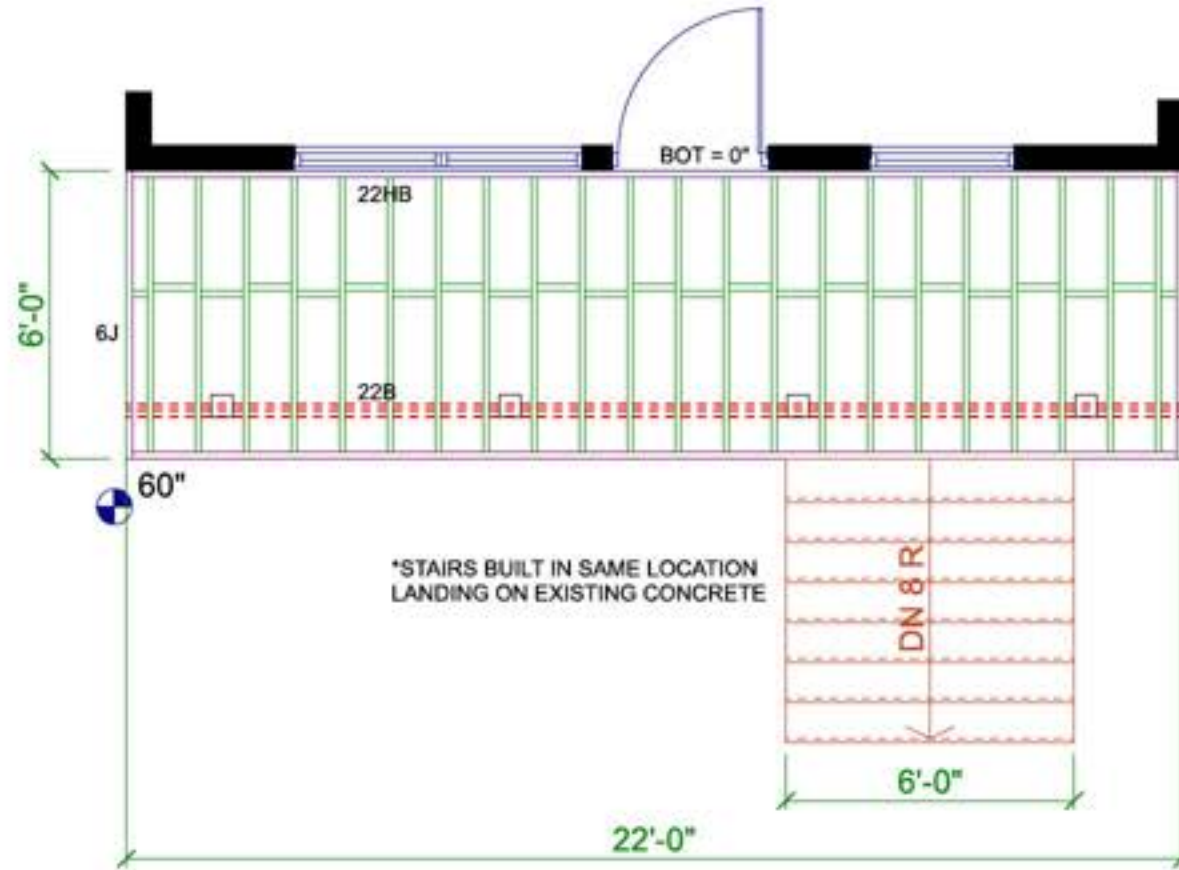 BOT = 0"
22HB
6'-0"
6J
22B
60"
*STAIRS BUILT IN SAME LOCATION
LANDING ON EXISTING CONCRETE
DN 8 R
6'-0"
22'-0"